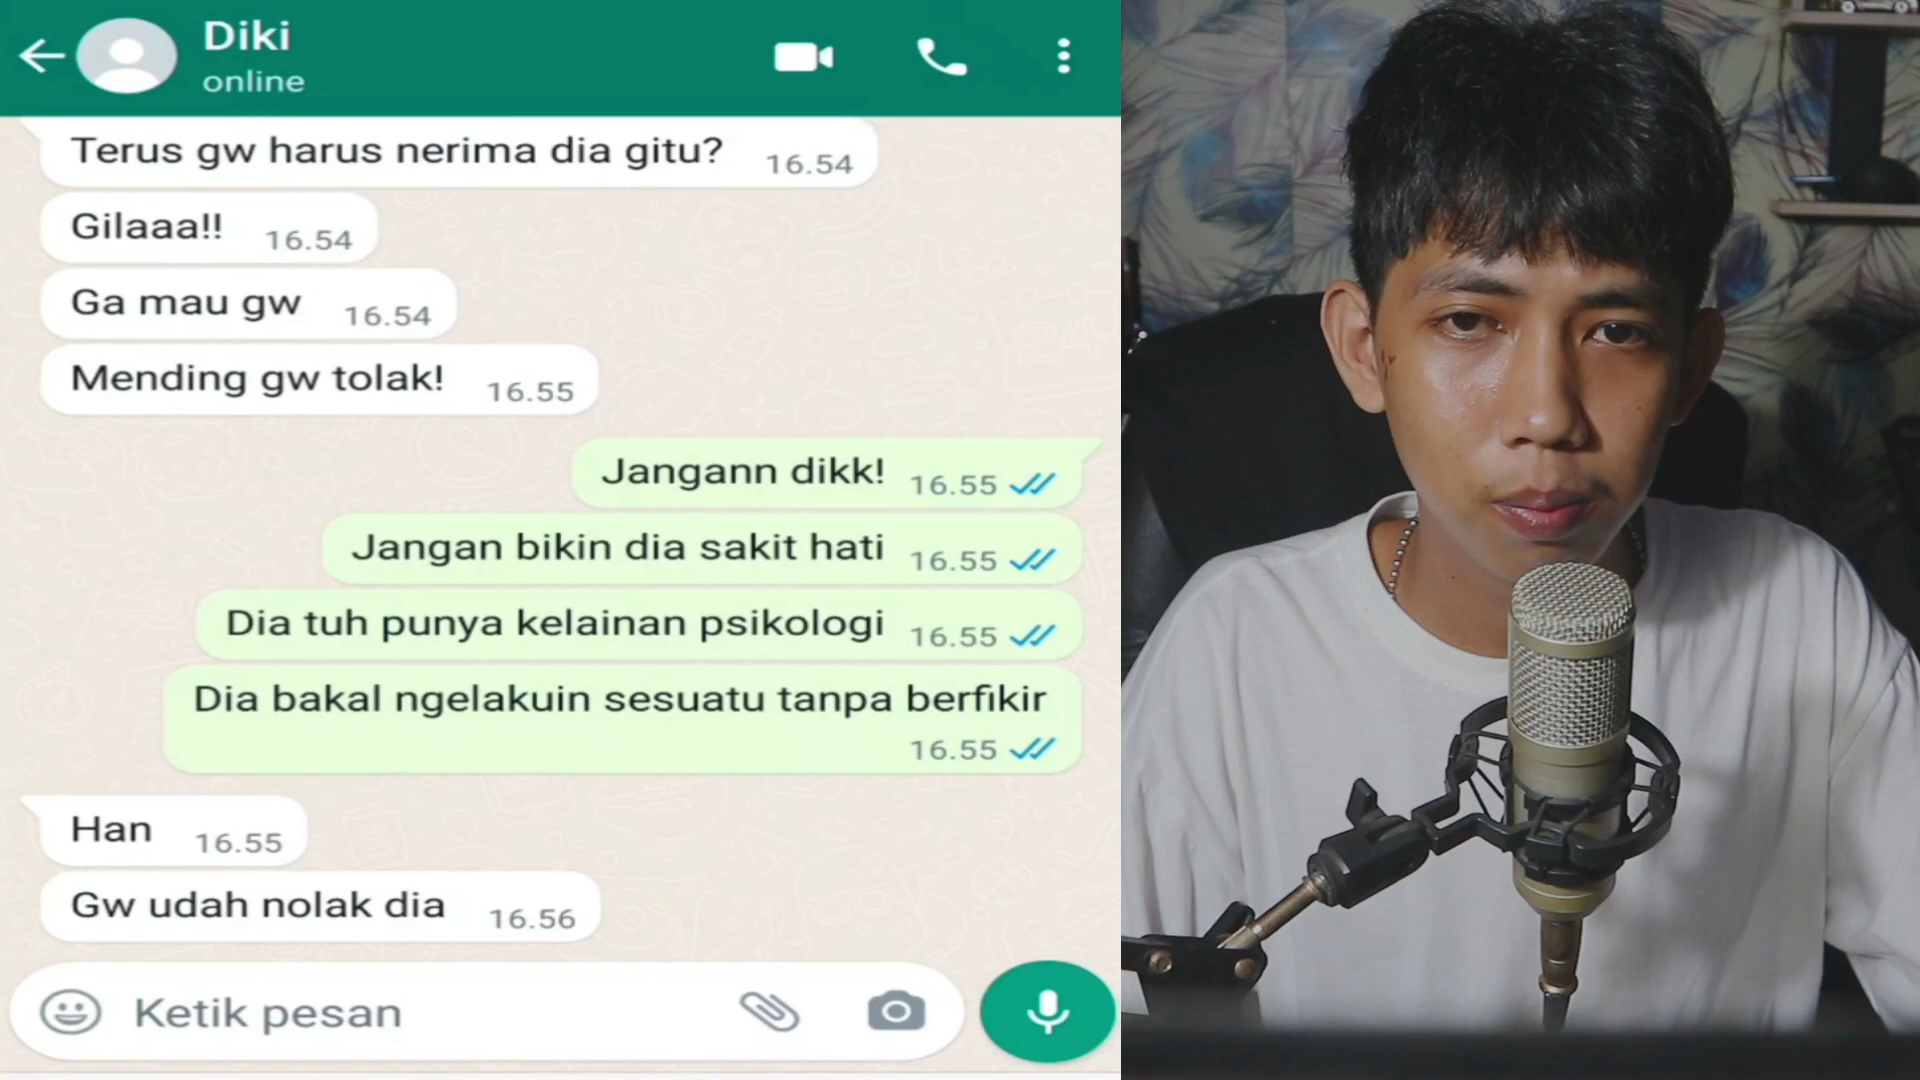 Diki
online
Terus gw harus nerima dia gitu? 16.54
Gilaaa!! 16.54
Ga mau gw 16.54
Mending gw tolak! 16.55
Jangann dikk! 16.55
Jangan bikin dia sakit hati 16.55
Dia tuh punya kelainan psikologi 16.55
Dia bakal ngelakuin sesuatu tanpa berfikir
16.55
Han 16.55
Gw udah nolak dia 16.56
Ketik pesan